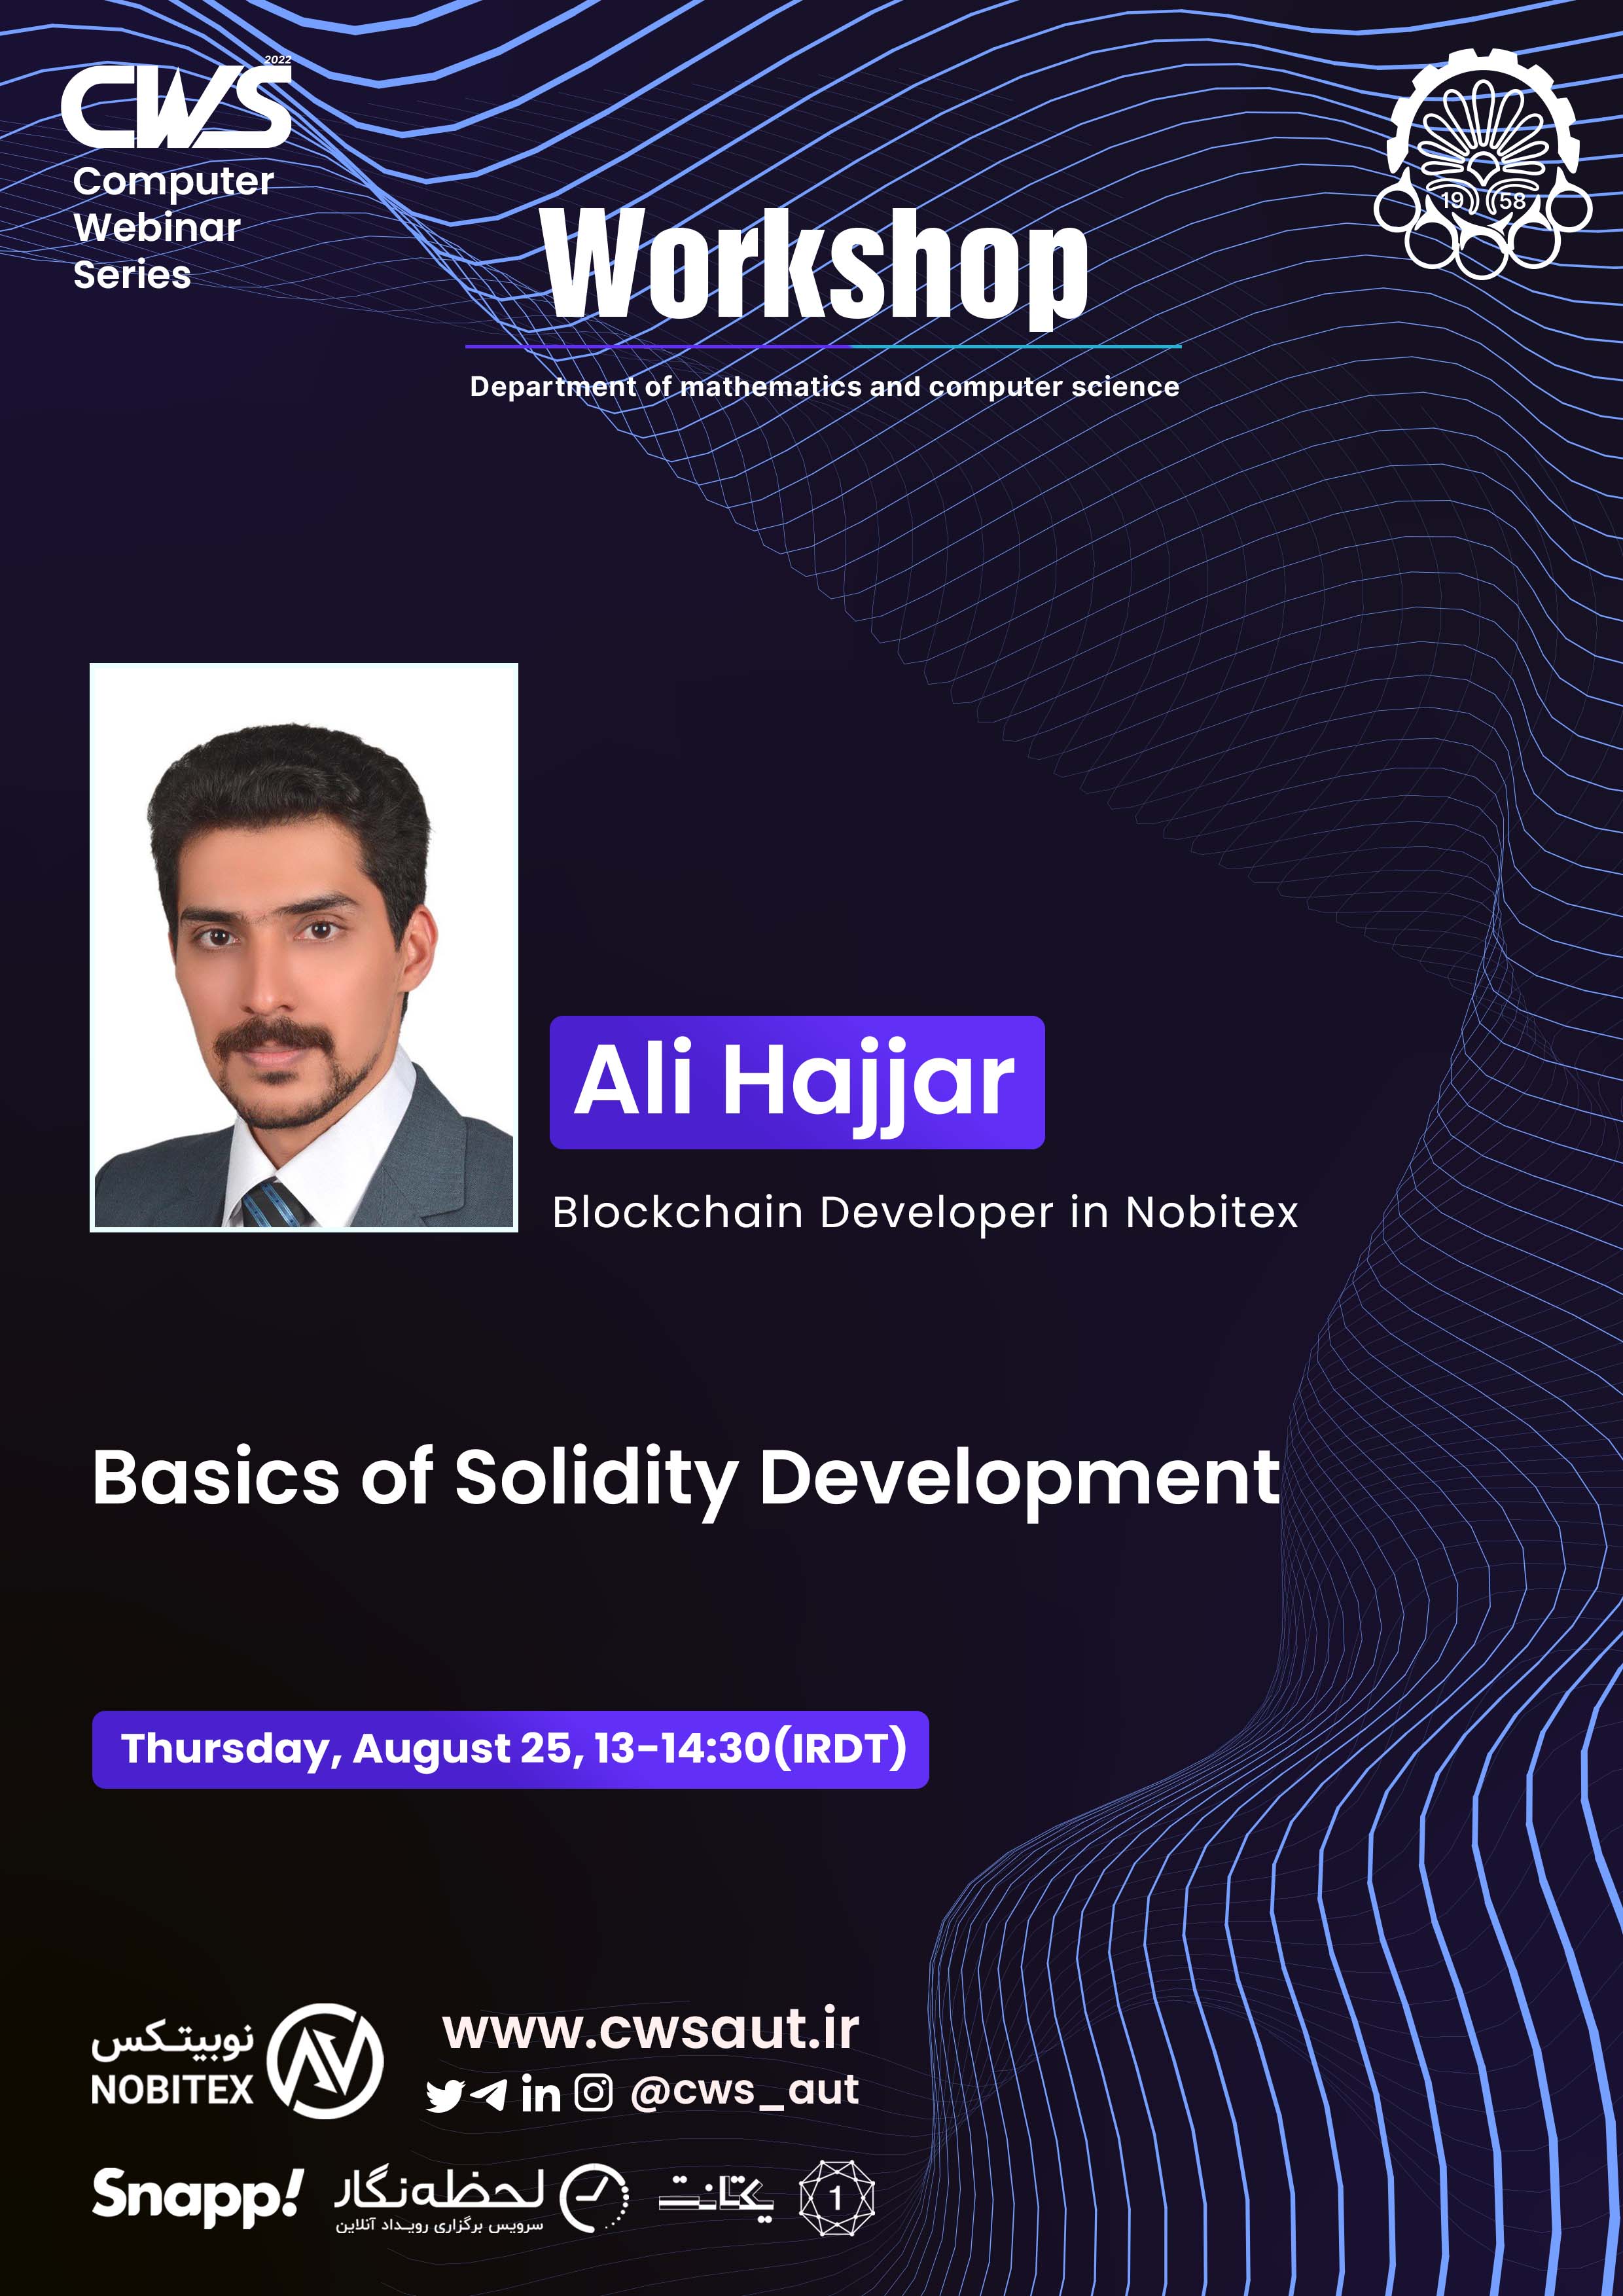 2022
CWS
Computer
Webinar
Series
19 58
Workshop
Department of mathematics and computer science
Ali Hajjar
Blockchain Developer in Nobitex
Basics of Solidity Development
Thursday, August 25, 13-14:30(IRDT)
نوبیتکس
NOBITEX
www.cwsaut.ir
in @cws_aut
Snapp!
لحظه‌نگار
سرویس برگزاری رویداد آنلاین
یکتانت
1